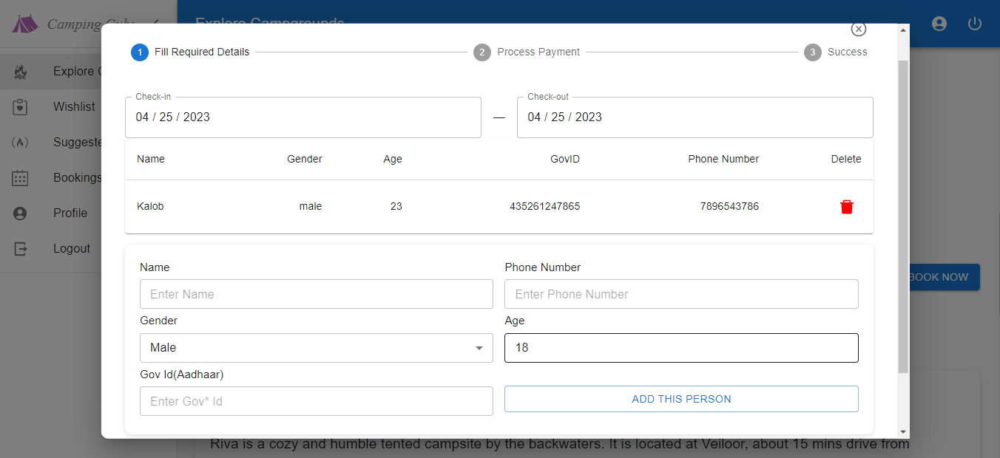 Camping Cubs
Explore Campgrounds
1 Fill Required Details 2 Process Payment 3 Success
Explore
Wishlist
Suggeste
Bookings
Profile
Logout
Check-in Check-out
04 / 25 / 2023 — 04 / 25 / 2023
Name Gender Age GovID Phone Number Delete
Kalob male 23 435261247865 7896543786
Name Phone Number
Enter Name Enter Phone Number
Gender Age
Male 18
Gov Id(Aadhaar)
Enter Gov* Id ADD THIS PERSON
BOOK NOW
Riva is a cozy and humble tented campsite by the backwaters. It is located at Veiloor, about 15 mins drive from